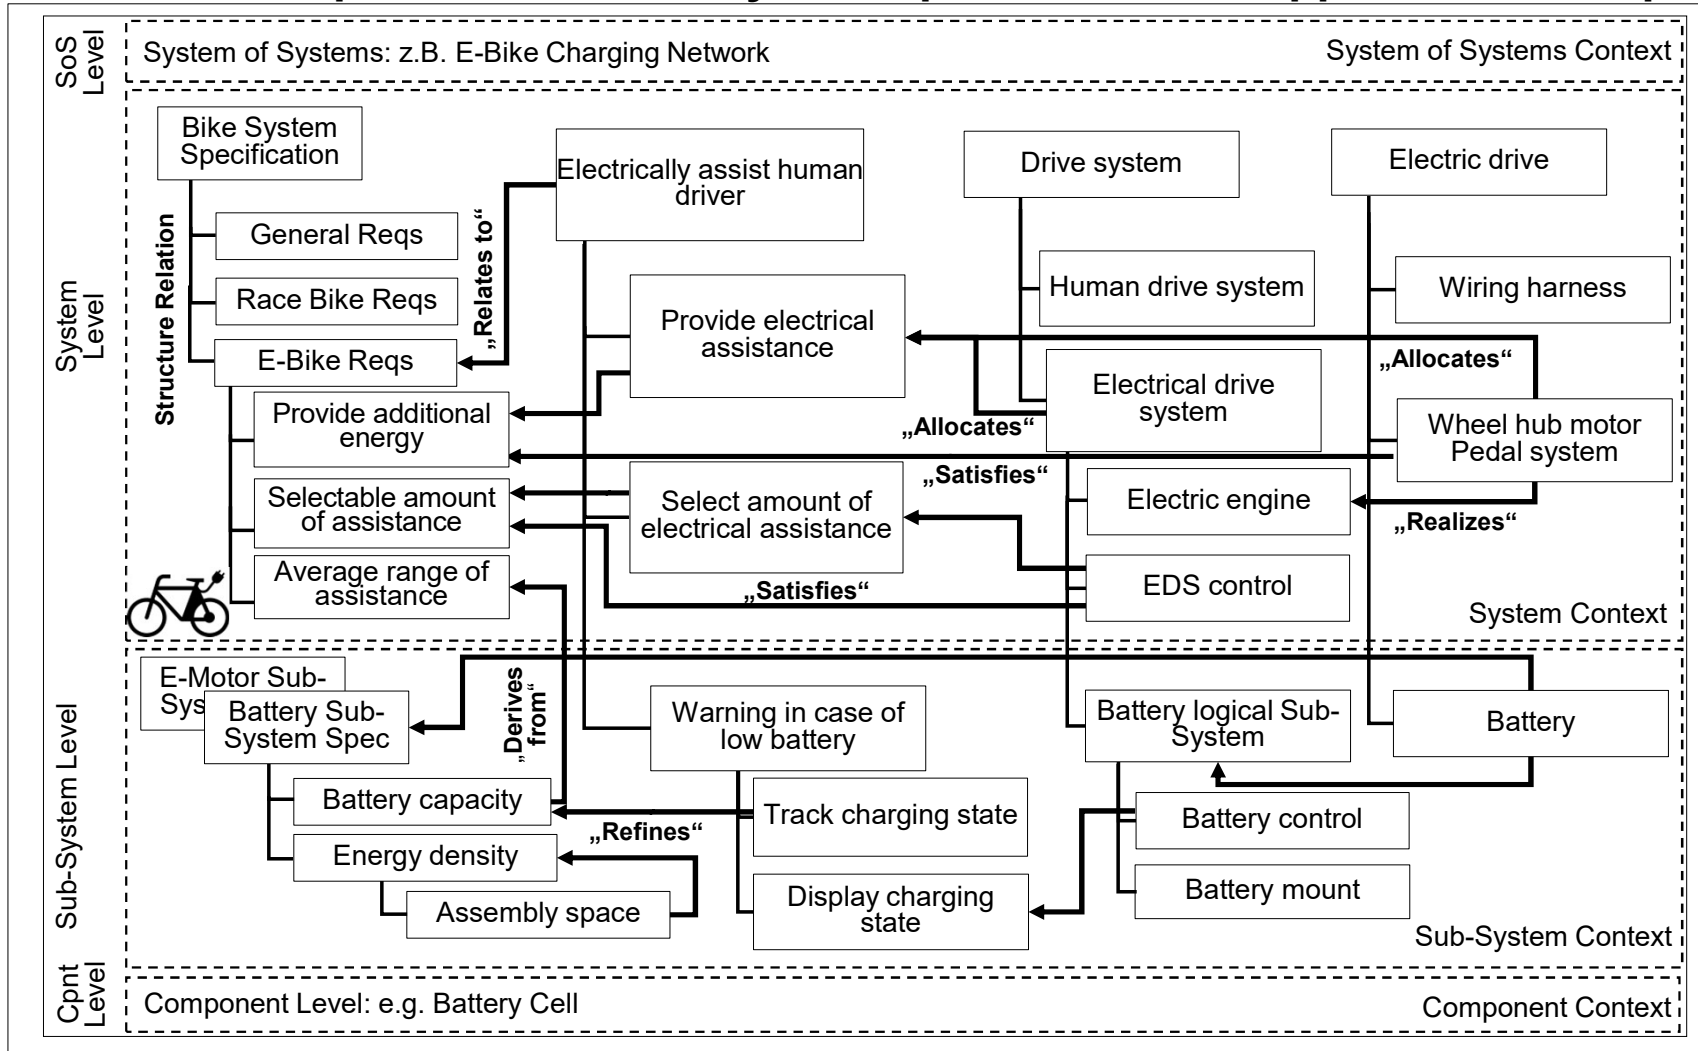 SoS
Level
System of Systems: z.B. E-Bike Charging Network
System of Systems Context
System
Level
Bike System
Specification
Structure Relation
General Reqs
Race Bike Reqs
E-Bike Reqs
Provide additional
energy
Selectable amount
of assistance
Average range of
assistance
„Relates to“
Electrically assist human
driver
Provide electrical
assistance
Select amount of
electrical assistance
Drive system
Human drive system
Electrical drive
system
Electric engine
EDS control
Electric drive
Wiring harness
„Allocates“
Wheel hub motor
Pedal system
„Allocates“
„Satisfies“
„Realizes“
„Satisfies“
System Context
Sub-System Level
E-Motor Sub-
Sys
Battery Sub-
System Spec
„Derives
from“
Battery capacity
Energy density
Assembly space
„Refines“
Warning in case of
low battery
Track charging state
Display charging
state
Battery logical Sub-
System
Battery control
Battery mount
Battery
Sub-System Context
Cpnt
Level
Component Level: e.g. Battery Cell
Component Context